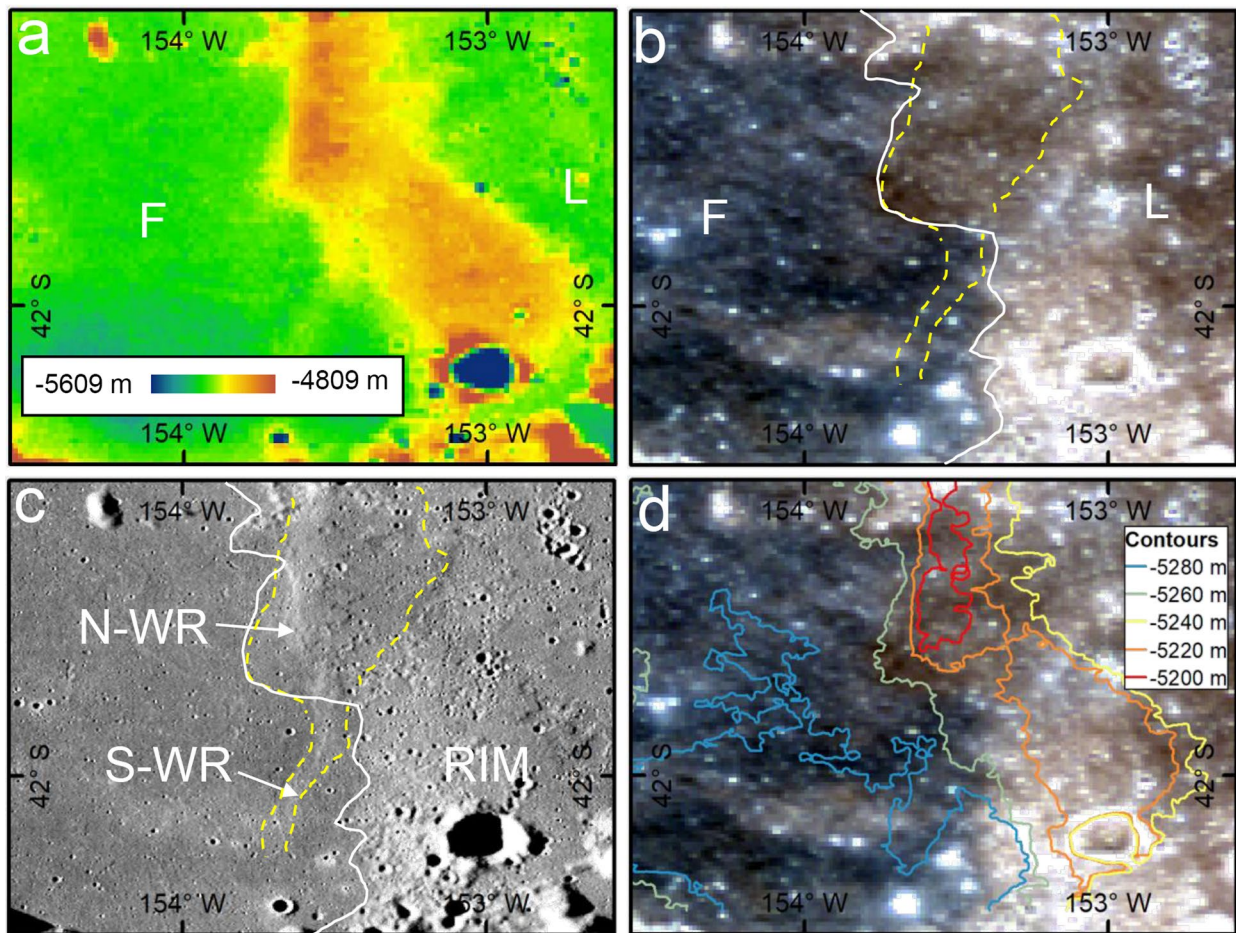 a
154° W
153° W
F
L
42° S
42° S
-5609 m
-4809 m
154° W
153° W
b
154° W
153° W
F
L
42° S
42° S
154° W
153° W
c
154° W
153° W
N-WR
S-WR
RIM
42° S
42° S
154° W
153° W
d
154° W
153° W
Contours
-5280 m
-5260 m
-5240 m
-5220 m
-5200 m
42° S
42° S
154° W
153° W